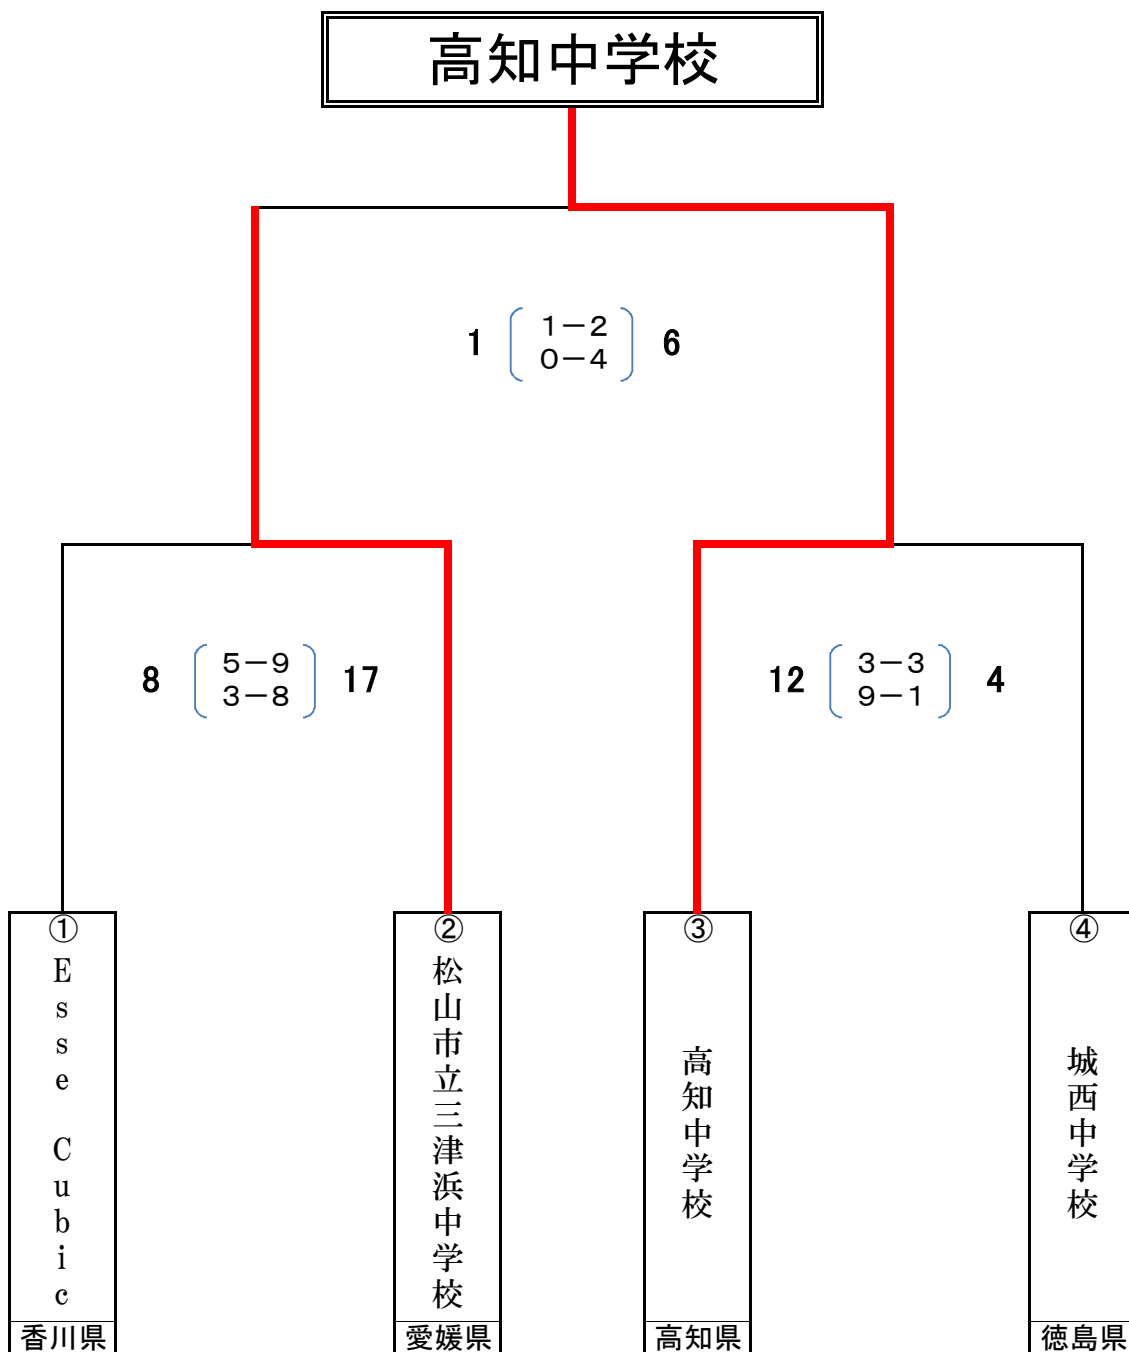 高知中学校
1－2
1 6
0－4
5－9 3－3
8 17 12 4
3－8 9－1
① ② ③ ④
Esse Cubic
松山市立三津浜中学校
高知中学校
城西中学校
香川県 愛媛県 高知県 徳島県